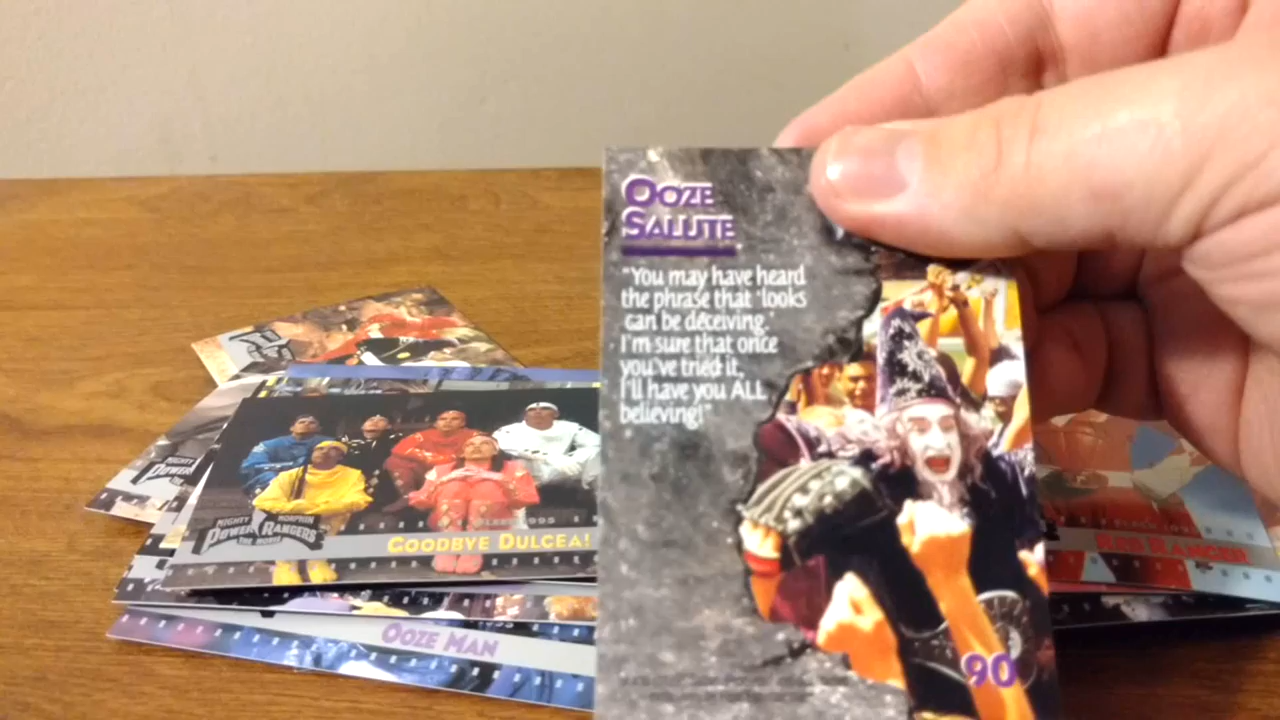 OOZE
SALUTE
"You may have heard
the phrase that 'looks
can be deceiving.'
I'm sure that once
you've tried it,
I'll have you ALL
believing!"
90
MIGHTY MORPHIN
POWER RANGERS
THE MOVIE
GOODBYE DULCEA!
MIGHTY
POWER
OOZE MAN
RED RANGER